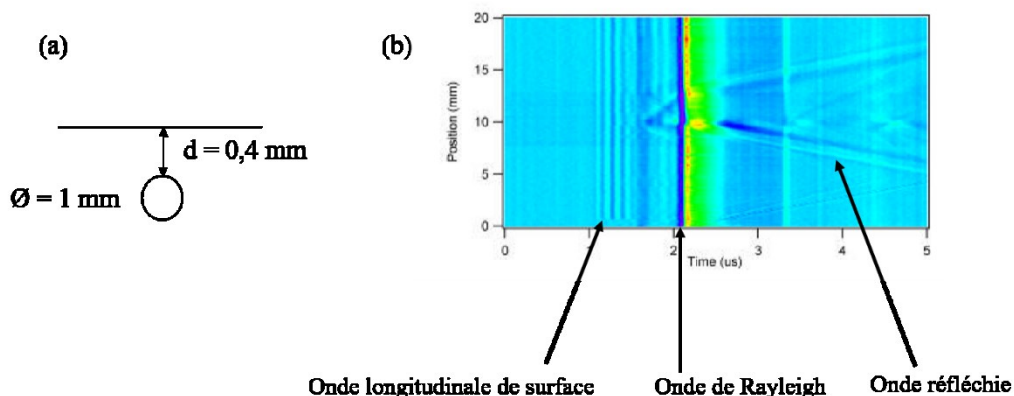 (a)
d = 0,4 mm
Ø = 1 mm
(b)
20
15
10
5
0
Position (mm)
0
1
2
3
4
5
Time (us)
Onde longitudinale de surface
Onde de Rayleigh
Onde réfléchie